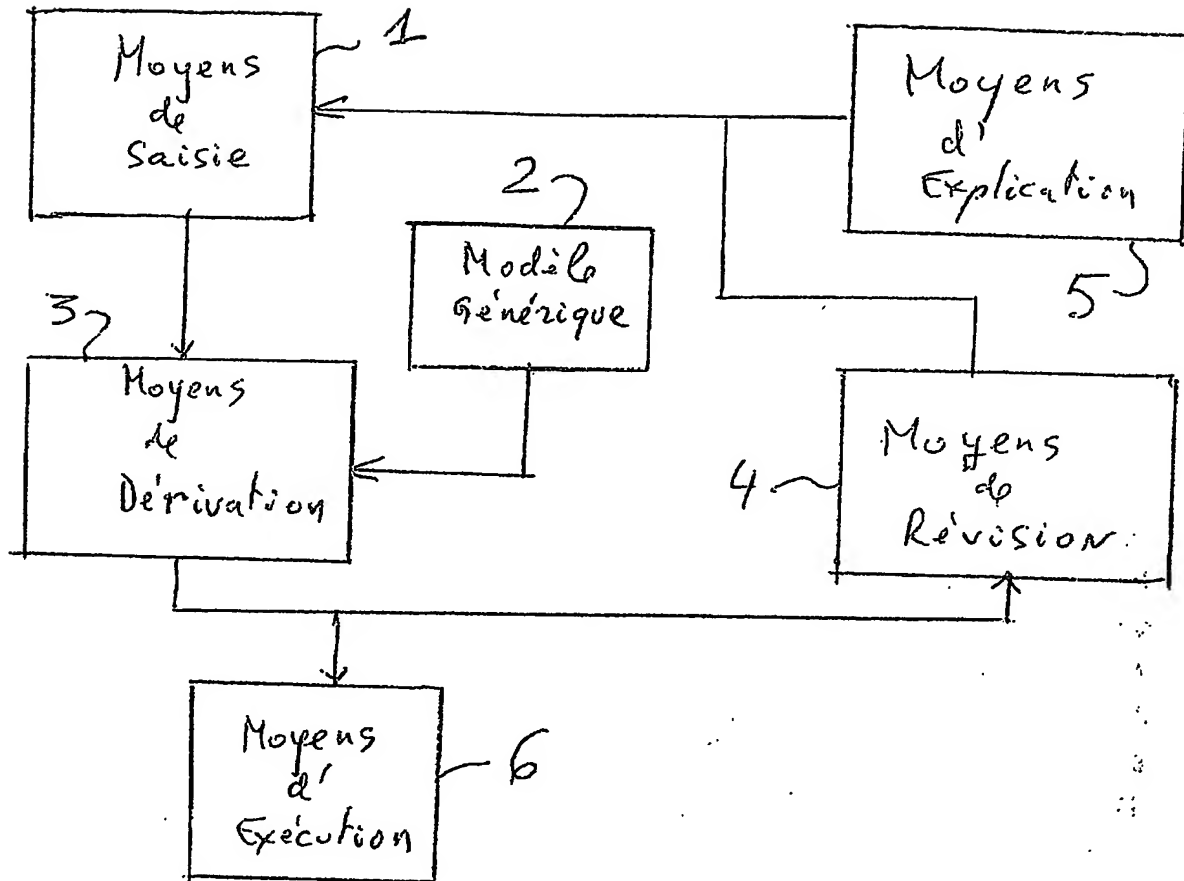 Moyens
de
Saisie
1
Moyens
d'
Explication
5
2
Modèle
Générique
3
Moyens
de
Dérivation
4
Moyens
de
Révision
Moyens
d'
Exécution
6